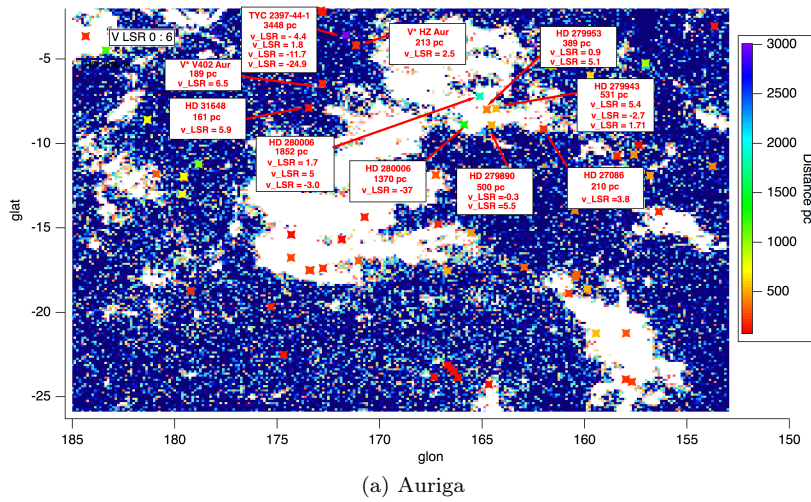 V LSR 0 : 6
TYC 2397-44-1
3448 pc
v_LSR = - 4.4
v_LSR = 1.8
v_LSR = -11.7
v_LSR = -24.9
V* HZ Aur
213 pc
v_LSR = 2.5
HD 279953
389 pc
v_LSR = 0.9
v_LSR = 5.1
V* V402 Aur
189 pc
v_LSR = 6.5
HD 279943
531 pc
v_LSR = 5.4
v_LSR = -2.7
v_LSR = 1.71
HD 31648
161 pc
v_LSR = 5.9
HD 280006
1852 pc
v_LSR = 1.7
v_LSR = 5
v_LSR = -3.0
HD 280006
1370 pc
v_LSR = -37
HD 279890
500 pc
v_LSR =-0.3
v_LSR =5.5
HD 27086
210 pc
v_LSR =3.8
glat
-5
-10
-15
-20
-25
185
180
175
170
165
160
155
150
glon
3000
2500
2000
1500
1000
500
Distance pc
(a) Auriga